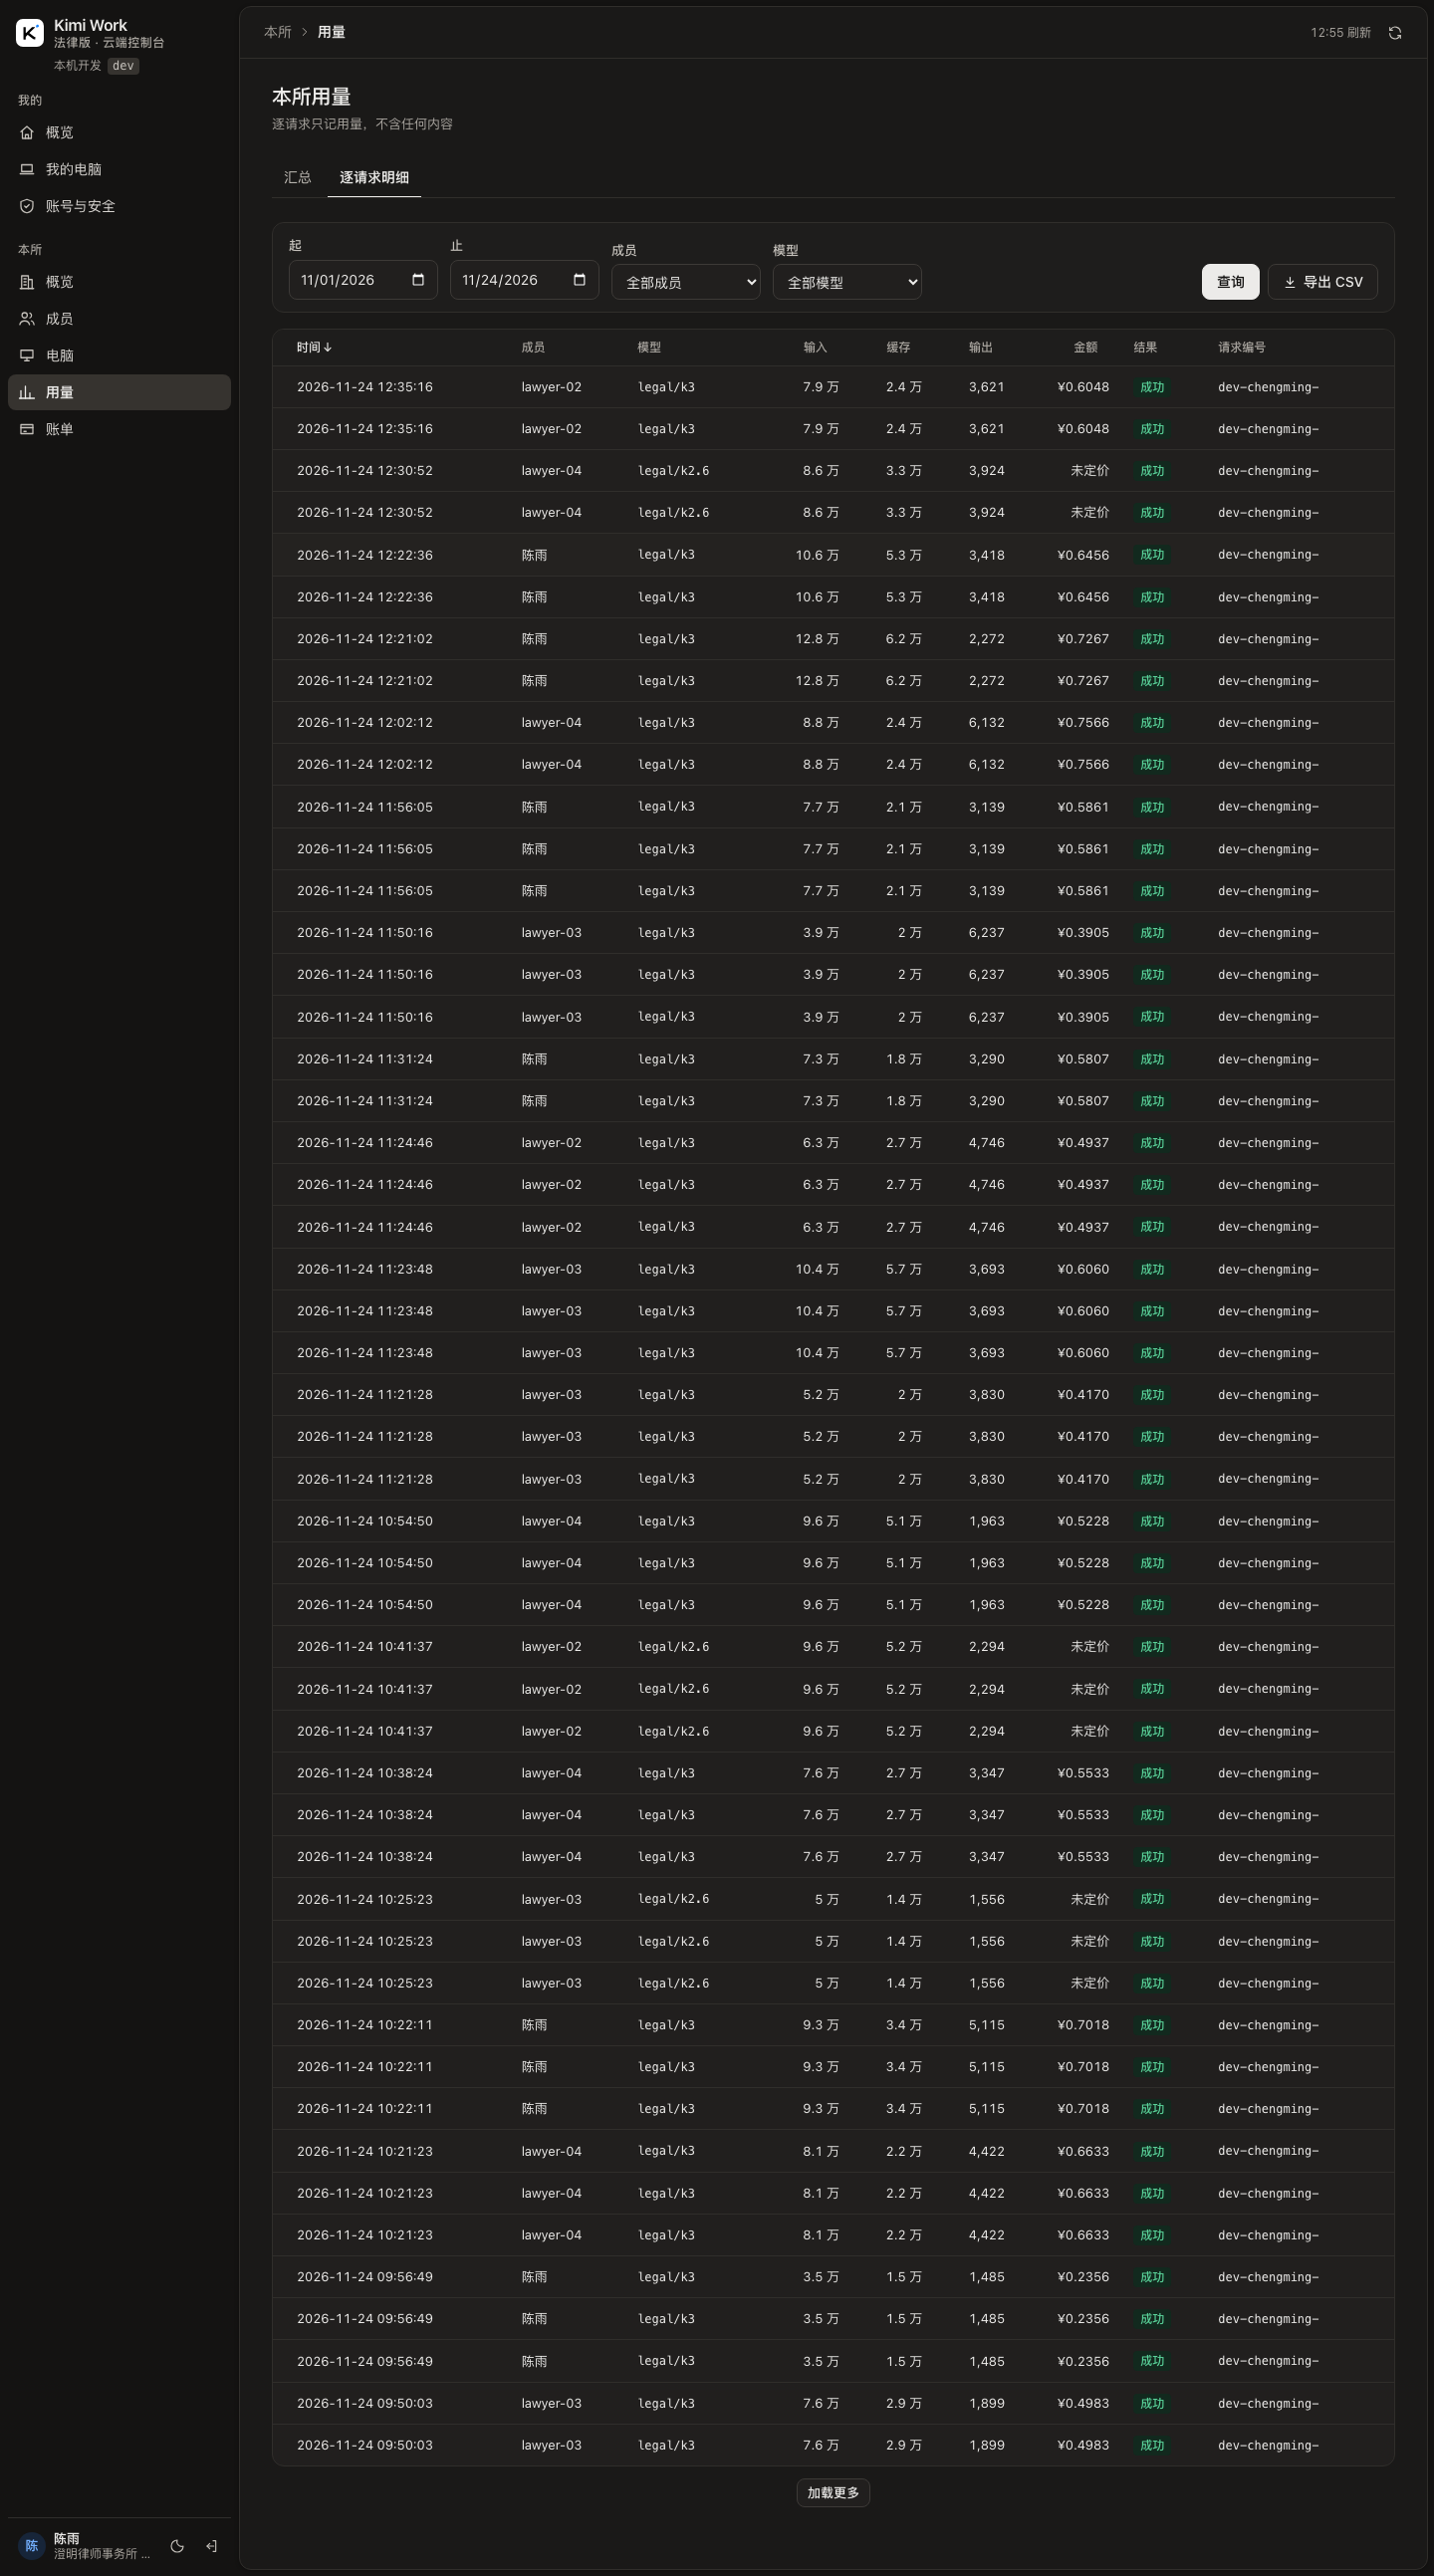 Kimi Work
法律版 · 云端控制台
本机开发 dev
我的
概览
我的电脑
账号与安全
本所
概览
成员
电脑
用量
账单
陈
陈雨
澄明律师事务所 ...
本所 > 用量
12:55 刷新
本所用量
逐请求只记用量，不含任何内容
汇总 逐请求明细
起 止 成员 模型
11/01/2026 11/24/2026 全部成员 全部模型 查询 导出 CSV
时间↓ 成员 模型 输入 缓存 输出 金额 结果 请求编号
2026-11-24 12:35:16 lawyer-02 legal/k3 7.9 万 2.4 万 3,621 ¥0.6048 成功 dev-chengming-
2026-11-24 12:35:16 lawyer-02 legal/k3 7.9 万 2.4 万 3,621 ¥0.6048 成功 dev-chengming-
2026-11-24 12:30:52 lawyer-04 legal/k2.6 8.6 万 3.3 万 3,924 未定价 成功 dev-chengming-
2026-11-24 12:30:52 lawyer-04 legal/k2.6 8.6 万 3.3 万 3,924 未定价 成功 dev-chengming-
2026-11-24 12:22:36 陈雨 legal/k3 10.6 万 5.3 万 3,418 ¥0.6456 成功 dev-chengming-
2026-11-24 12:22:36 陈雨 legal/k3 10.6 万 5.3 万 3,418 ¥0.6456 成功 dev-chengming-
2026-11-24 12:21:02 陈雨 legal/k3 12.8 万 6.2 万 2,272 ¥0.7267 成功 dev-chengming-
2026-11-24 12:21:02 陈雨 legal/k3 12.8 万 6.2 万 2,272 ¥0.7267 成功 dev-chengming-
2026-11-24 12:02:12 lawyer-04 legal/k3 8.8 万 2.4 万 6,132 ¥0.7566 成功 dev-chengming-
2026-11-24 12:02:12 lawyer-04 legal/k3 8.8 万 2.4 万 6,132 ¥0.7566 成功 dev-chengming-
2026-11-24 11:56:05 陈雨 legal/k3 7.7 万 2.1 万 3,139 ¥0.5861 成功 dev-chengming-
2026-11-24 11:56:05 陈雨 legal/k3 7.7 万 2.1 万 3,139 ¥0.5861 成功 dev-chengming-
2026-11-24 11:56:05 陈雨 legal/k3 7.7 万 2.1 万 3,139 ¥0.5861 成功 dev-chengming-
2026-11-24 11:50:16 lawyer-03 legal/k3 3.9 万 2 万 6,237 ¥0.3905 成功 dev-chengming-
2026-11-24 11:50:16 lawyer-03 legal/k3 3.9 万 2 万 6,237 ¥0.3905 成功 dev-chengming-
2026-11-24 11:50:16 lawyer-03 legal/k3 3.9 万 2 万 6,237 ¥0.3905 成功 dev-chengming-
2026-11-24 11:31:24 陈雨 legal/k3 7.3 万 1.8 万 3,290 ¥0.5807 成功 dev-chengming-
2026-11-24 11:31:24 陈雨 legal/k3 7.3 万 1.8 万 3,290 ¥0.5807 成功 dev-chengming-
2026-11-24 11:24:46 lawyer-02 legal/k3 6.3 万 2.7 万 4,746 ¥0.4937 成功 dev-chengming-
2026-11-24 11:24:46 lawyer-02 legal/k3 6.3 万 2.7 万 4,746 ¥0.4937 成功 dev-chengming-
2026-11-24 11:24:46 lawyer-02 legal/k3 6.3 万 2.7 万 4,746 ¥0.4937 成功 dev-chengming-
2026-11-24 11:23:48 lawyer-03 legal/k3 10.4 万 5.7 万 3,693 ¥0.6060 成功 dev-chengming-
2026-11-24 11:23:48 lawyer-03 legal/k3 10.4 万 5.7 万 3,693 ¥0.6060 成功 dev-chengming-
2026-11-24 11:23:48 lawyer-03 legal/k3 10.4 万 5.7 万 3,693 ¥0.6060 成功 dev-chengming-
2026-11-24 11:21:28 lawyer-03 legal/k3 5.2 万 2 万 3,830 ¥0.4170 成功 dev-chengming-
2026-11-24 11:21:28 lawyer-03 legal/k3 5.2 万 2 万 3,830 ¥0.4170 成功 dev-chengming-
2026-11-24 11:21:28 lawyer-03 legal/k3 5.2 万 2 万 3,830 ¥0.4170 成功 dev-chengming-
2026-11-24 10:54:50 lawyer-04 legal/k3 9.6 万 5.1 万 1,963 ¥0.5228 成功 dev-chengming-
2026-11-24 10:54:50 lawyer-04 legal/k3 9.6 万 5.1 万 1,963 ¥0.5228 成功 dev-chengming-
2026-11-24 10:54:50 lawyer-04 legal/k3 9.6 万 5.1 万 1,963 ¥0.5228 成功 dev-chengming-
2026-11-24 10:41:37 lawyer-02 legal/k2.6 9.6 万 5.2 万 2,294 未定价 成功 dev-chengming-
2026-11-24 10:41:37 lawyer-02 legal/k2.6 9.6 万 5.2 万 2,294 未定价 成功 dev-chengming-
2026-11-24 10:41:37 lawyer-02 legal/k2.6 9.6 万 5.2 万 2,294 未定价 成功 dev-chengming-
2026-11-24 10:38:24 lawyer-04 legal/k3 7.6 万 2.7 万 3,347 ¥0.5533 成功 dev-chengming-
2026-11-24 10:38:24 lawyer-04 legal/k3 7.6 万 2.7 万 3,347 ¥0.5533 成功 dev-chengming-
2026-11-24 10:38:24 lawyer-04 legal/k3 7.6 万 2.7 万 3,347 ¥0.5533 成功 dev-chengming-
2026-11-24 10:25:23 lawyer-03 legal/k2.6 5 万 1.4 万 1,556 未定价 成功 dev-chengming-
2026-11-24 10:25:23 lawyer-03 legal/k2.6 5 万 1.4 万 1,556 未定价 成功 dev-chengming-
2026-11-24 10:25:23 lawyer-03 legal/k2.6 5 万 1.4 万 1,556 未定价 成功 dev-chengming-
2026-11-24 10:22:11 陈雨 legal/k3 9.3 万 3.4 万 5,115 ¥0.7018 成功 dev-chengming-
2026-11-24 10:22:11 陈雨 legal/k3 9.3 万 3.4 万 5,115 ¥0.7018 成功 dev-chengming-
2026-11-24 10:22:11 陈雨 legal/k3 9.3 万 3.4 万 5,115 ¥0.7018 成功 dev-chengming-
2026-11-24 10:21:23 lawyer-04 legal/k3 8.1 万 2.2 万 4,422 ¥0.6633 成功 dev-chengming-
2026-11-24 10:21:23 lawyer-04 legal/k3 8.1 万 2.2 万 4,422 ¥0.6633 成功 dev-chengming-
2026-11-24 10:21:23 lawyer-04 legal/k3 8.1 万 2.2 万 4,422 ¥0.6633 成功 dev-chengming-
2026-11-24 09:56:49 陈雨 legal/k3 3.5 万 1.5 万 1,485 ¥0.2356 成功 dev-chengming-
2026-11-24 09:56:49 陈雨 legal/k3 3.5 万 1.5 万 1,485 ¥0.2356 成功 dev-chengming-
2026-11-24 09:56:49 陈雨 legal/k3 3.5 万 1.5 万 1,485 ¥0.2356 成功 dev-chengming-
2026-11-24 09:50:03 lawyer-03 legal/k3 7.6 万 2.9 万 1,899 ¥0.4983 成功 dev-chengming-
2026-11-24 09:50:03 lawyer-03 legal/k3 7.6 万 2.9 万 1,899 ¥0.4983 成功 dev-chengming-
加载更多